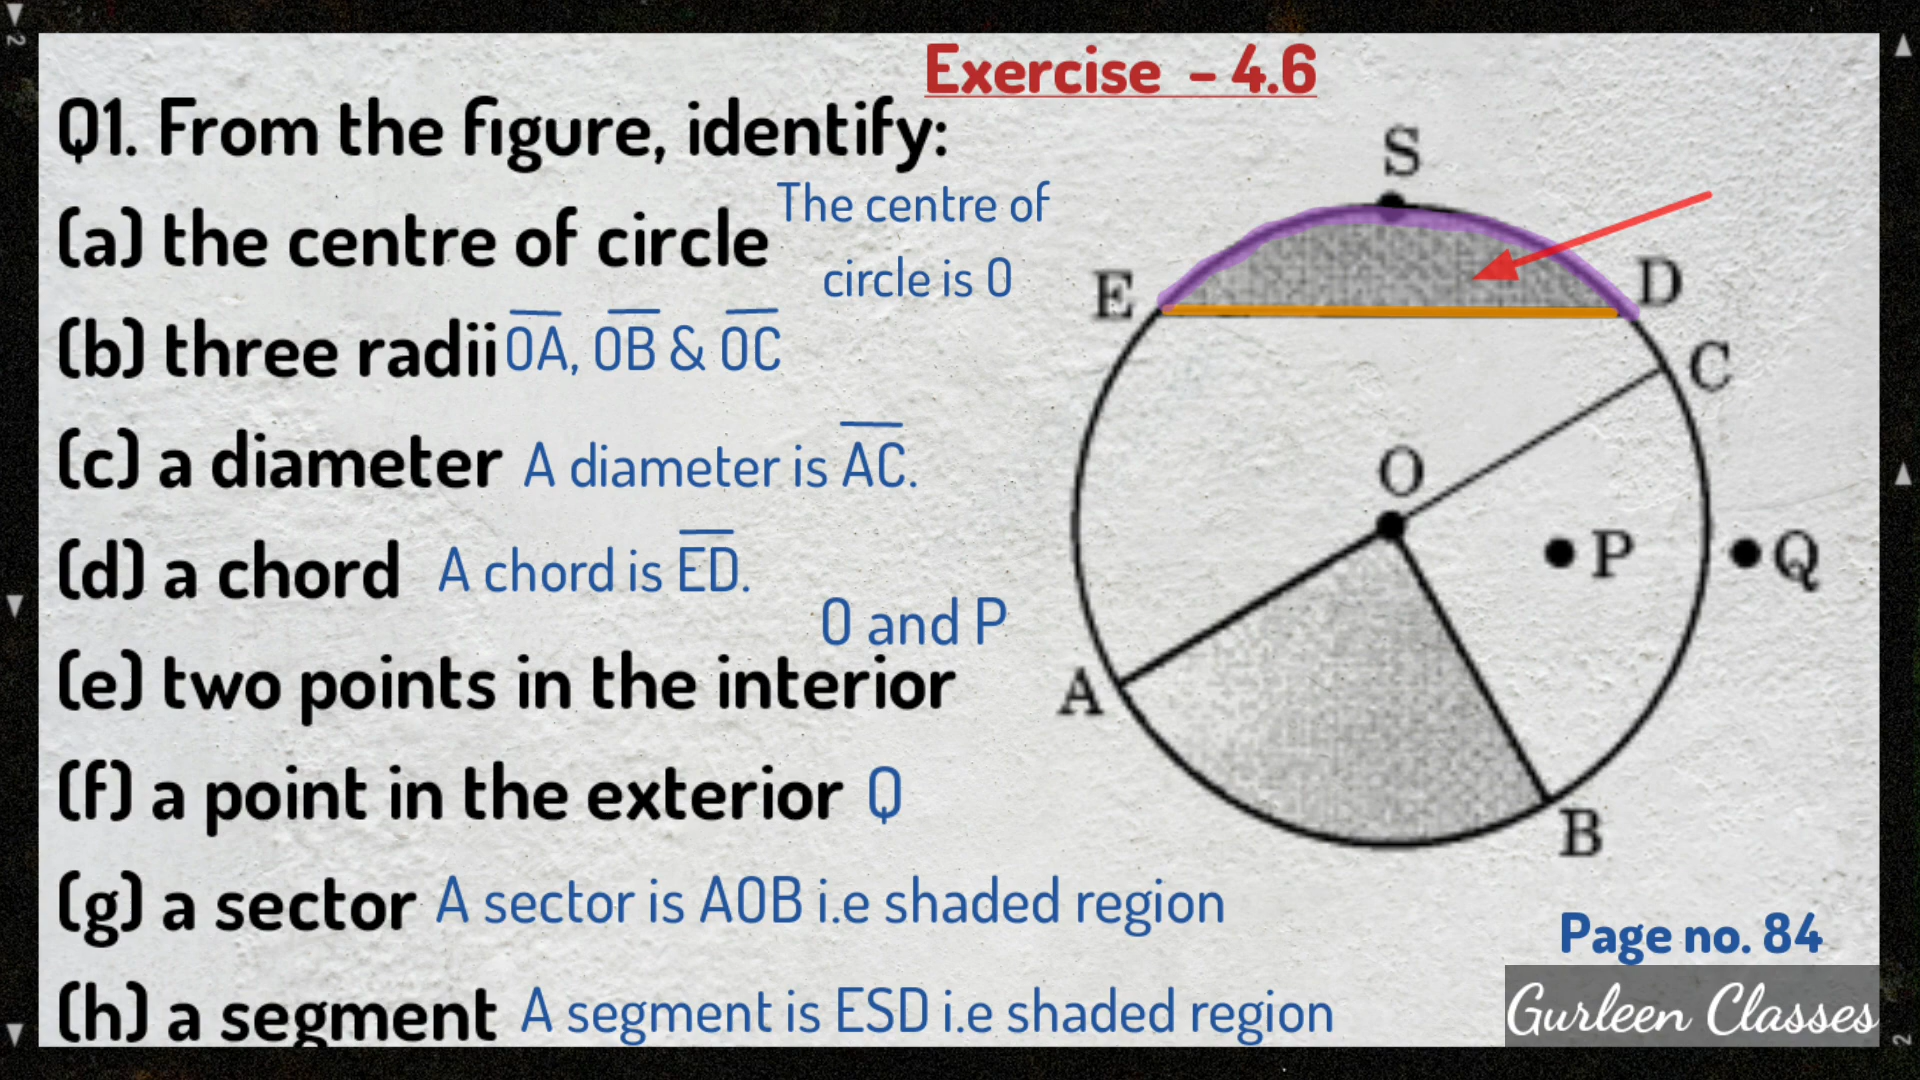 Exercise - 4.6
Q1. From the figure, identify:
(a) the centre of circle
The centre of
circle is O
(b) three radii OA, OB & OC
(c) a diameter A diameter is AC.
(d) a chord A chord is ED.
O and P
(e) two points in the interior
(f) a point in the exterior Q
(g) a sector A sector is AOB i.e shaded region
(h) a segment A segment is ESD i.e shaded region
S
E
D
C
O
P
Q
A
B
Page no. 84
Gurleen Classes
2
2